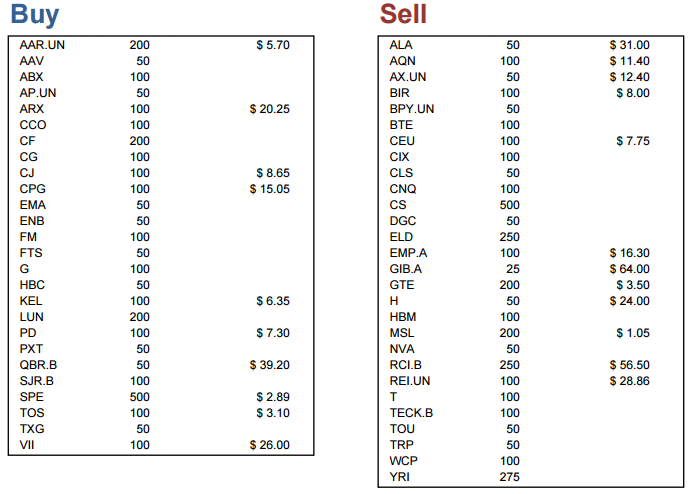 Buy
AAR.UN 200 $ 5.70
AAV 50
ABX 100
AP.UN 50
ARX 100 $ 20.25
CCO 100
CF 200
CG 100
CJ 100 $ 8.65
CPG 100 $ 15.05
EMA 50
ENB 50
FM 100
FTS 50
G 100
HBC 50
KEL 100 $ 6.35
LUN 200
PD 100 $ 7.30
PXT 50
QBR.B 50 $ 39.20
SJR.B 100
SPE 500 $ 2.89
TOS 100 $ 3.10
TXG 50
VII 100 $ 26.00
Sell
ALA 50 $ 31.00
AQN 100 $ 11.40
AX.UN 50 $ 12.40
BIR 100 $ 8.00
BPY.UN 50
BTE 100
CEU 100 $ 7.75
CIX 100
CLS 50
CNQ 100
CS 500
DGC 50
ELD 250
EMP.A 100 $ 16.30
GIB.A 25 $ 64.00
GTE 200 $ 3.50
H 50 $ 24.00
HBM 100
MSL 200 $ 1.05
NVA 50
RCI.B 250 $ 56.50
REI.UN 100 $ 28.86
T 100
TECK.B 100
TOU 50
TRP 50
WCP 100
YRI 275